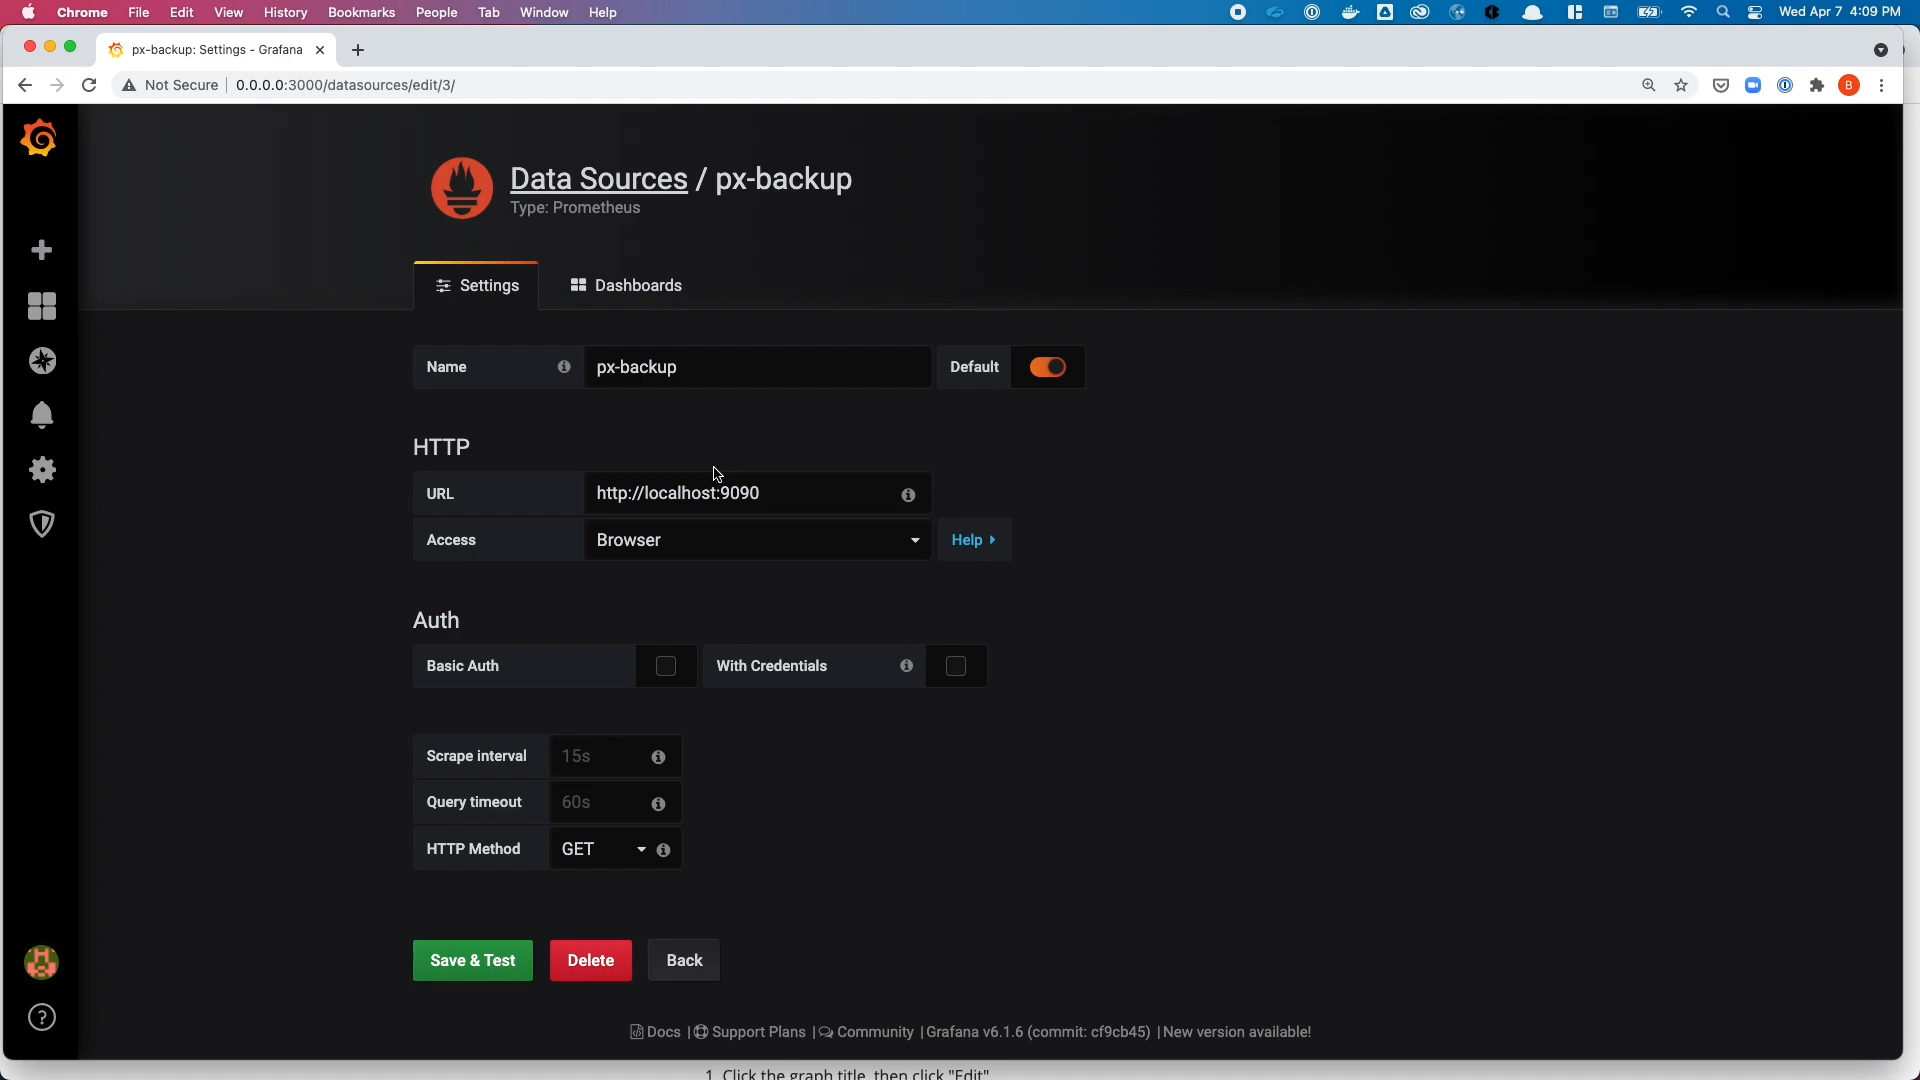 Chrome File Edit View History Bookmarks People Tab Window Help Wed Apr 7 4:09 PM
px-backup: Settings - Grafana
Not Secure 0.0.0.0:3000/datasources/edit/3/ B
Data Sources / px-backup
Type: Prometheus
Settings Dashboards
Name px-backup Default
HTTP
URL http://localhost:9090
Access Browser Help
Auth
Basic Auth With Credentials
Scrape interval 15s
Query timeout 60s
HTTP Method GET
Save & Test Delete Back
Docs | Support Plans | Community | Grafana v6.1.6 (commit: cf9cb45) | New version available!
1. Click the graph title, then click "Edit"